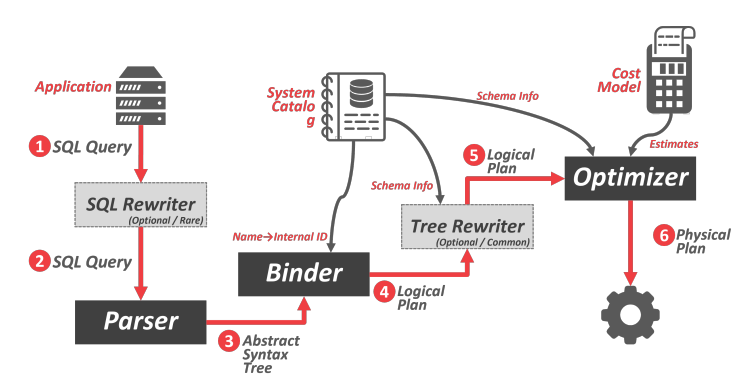 Application
1 SQL Query
SQL Rewriter
(Optional / Rare)
2 SQL Query
Parser
3 Abstract
Syntax
Tree
System
Catalo
g
Name→Internal ID
Binder
4 Logical
Plan
Schema Info
Tree Rewriter
(Optional / Common)
5 Logical
Plan
Schema Info
Cost
Model
Estimates
Optimizer
6 Physical
Plan